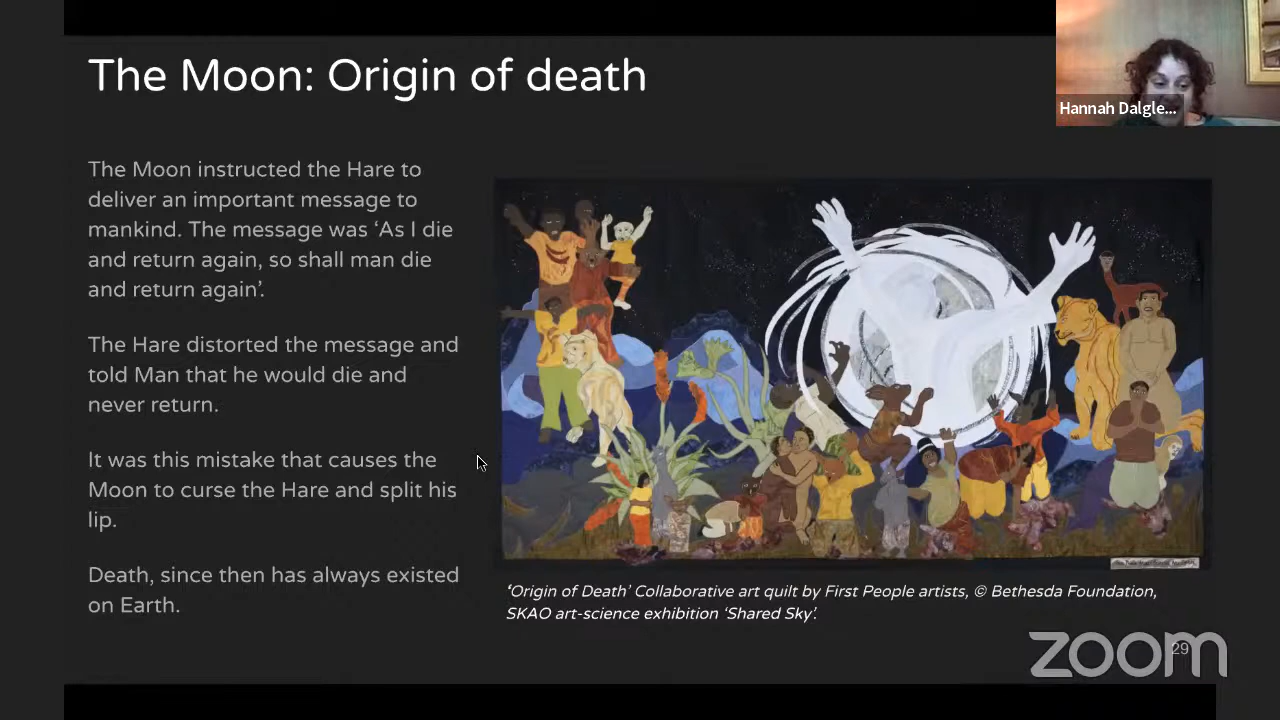 The Moon: Origin of death
Hannah Dalgle...
The Moon instructed the Hare to
deliver an important message to
mankind. The message was ‘As I die
and return again, so shall man die
and return again’.
The Hare distorted the message and
told Man that he would die and
never return.
It was this mistake that causes the
Moon to curse the Hare and split his
lip.
Death, since then has always existed
on Earth.
‘Origin of Death’ Collaborative art quilt by First People artists, © Bethesda Foundation,
SKAO art-science exhibition ‘Shared Sky’.
29
zoom